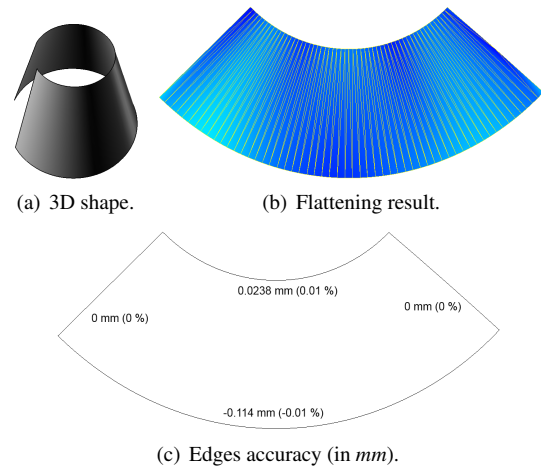 (a) 3D shape.
(b) Flattening result.
0.0238 mm (0.01 %)
0 mm (0 %)
0 mm (0 %)
-0.114 mm (-0.01 %)
(c) Edges accuracy (in mm).